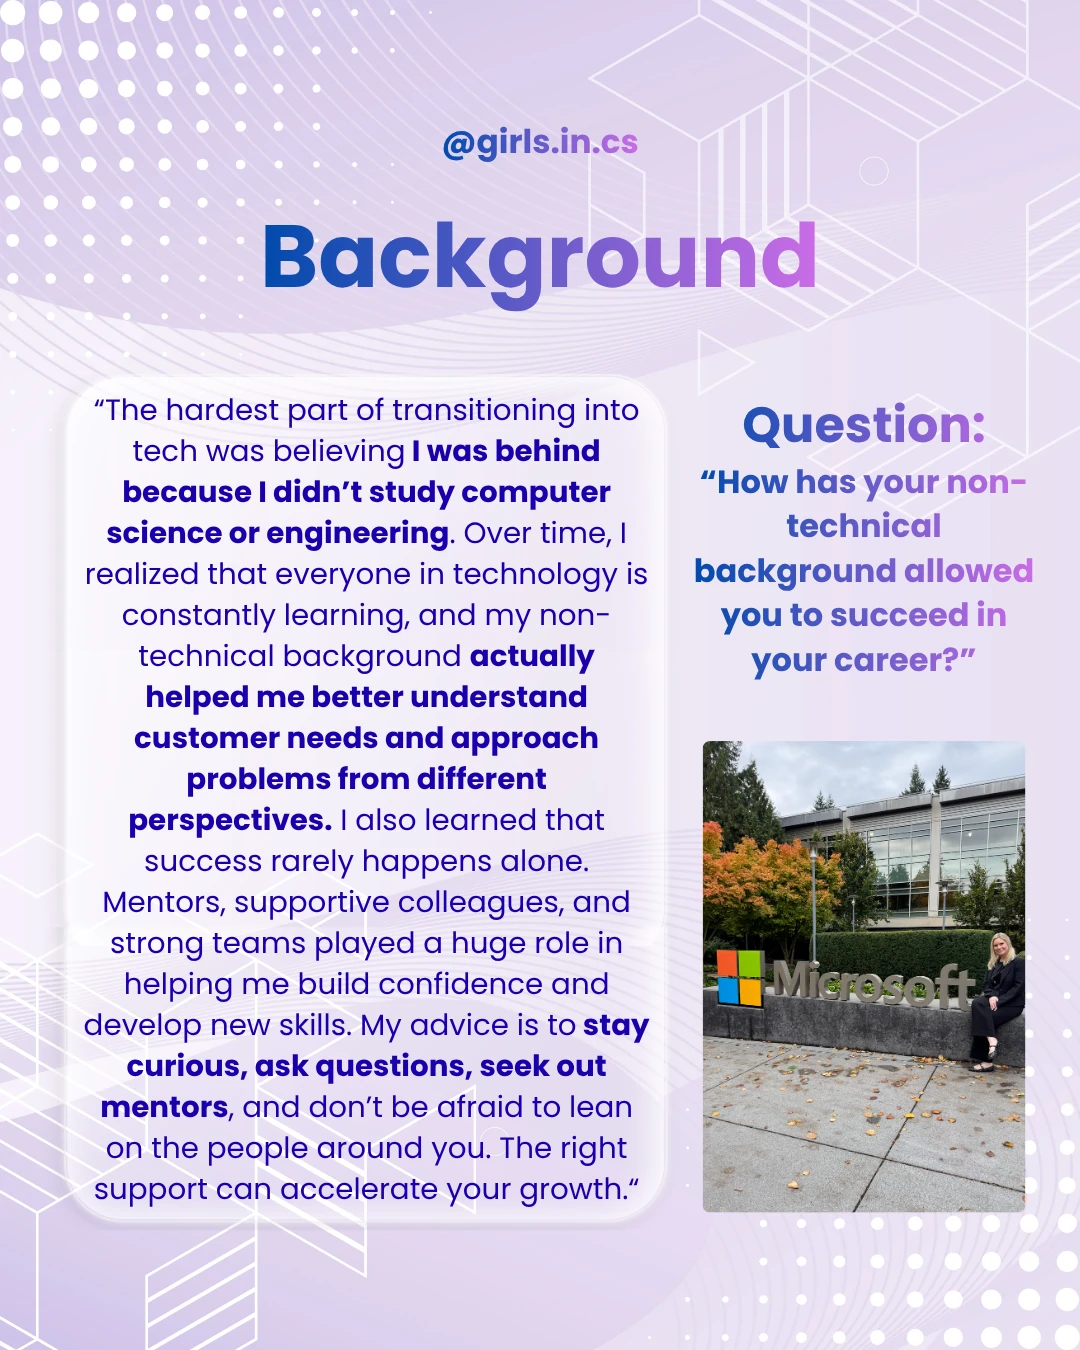 @girls.in.cs
Background
“The hardest part of transitioning into
tech was believing I was behind
because I didn’t study computer
science or engineering. Over time, I
realized that everyone in technology is
constantly learning, and my non-
technical background actually
helped me better understand
customer needs and approach
problems from different
perspectives. I also learned that
success rarely happens alone.
Mentors, supportive colleagues, and
strong teams played a huge role in
helping me build confidence and
develop new skills. My advice is to stay
curious, ask questions, seek out
mentors, and don’t be afraid to lean
on the people around you. The right
support can accelerate your growth.“
Question:
“How has your non-
technical
background allowed
you to succeed in
your career?”
Microsoft